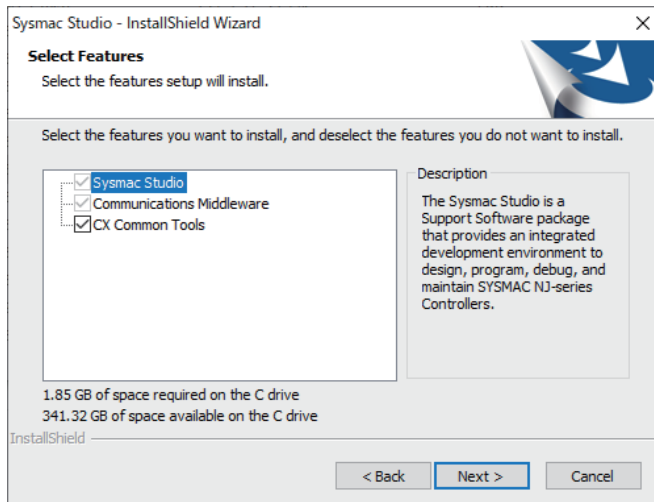 Sysmac Studio - InstallShield Wizard
Select Features
Select the features setup will install.
Select the features you want to install, and deselect the features you do not want to install.
Sysmac Studio
Communications Middleware
CX Common Tools
Description
The Sysmac Studio is a
Support Software package
that provides an integrated
development environment to
design, program, debug, and
maintain SYSMAC NJ-series
Controllers.
1.85 GB of space required on the C drive
341.32 GB of space available on the C drive
InstallShield
< Back
Next >
Cancel